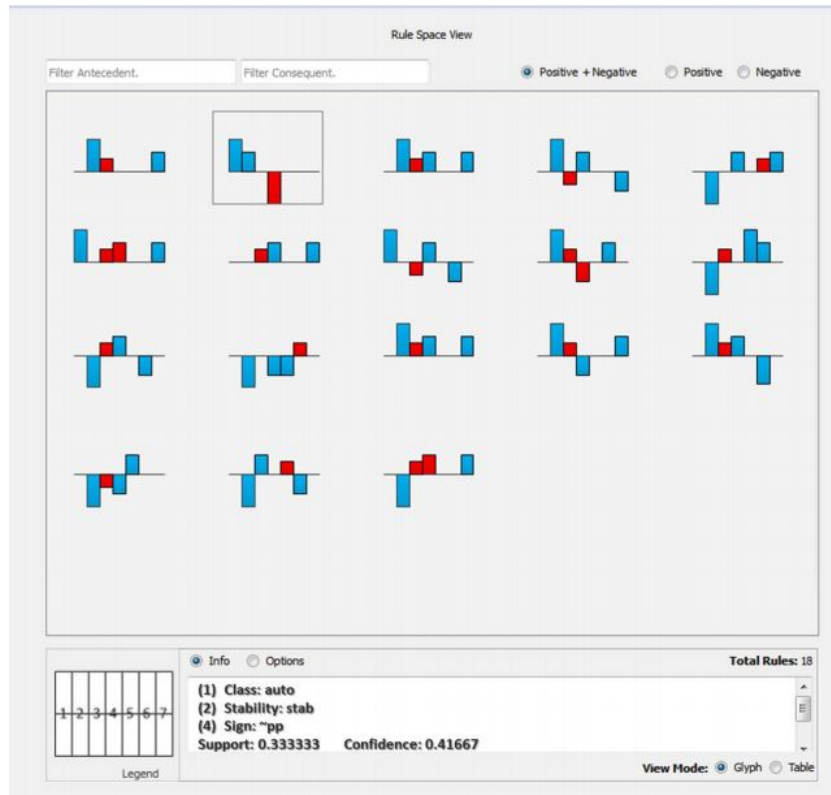 Rule Space View
Filter Antecedent. Filter Consequent. Positive + Negative Positive Negative
Info Options Total Rules: 18
(1) Class: auto
(2) Stability: stab
(4) Sign: ~pp
Support: 0.333333 Confidence: 0.41667
1 2 3 4 5 6 7
Legend
View Mode: Glyph Table